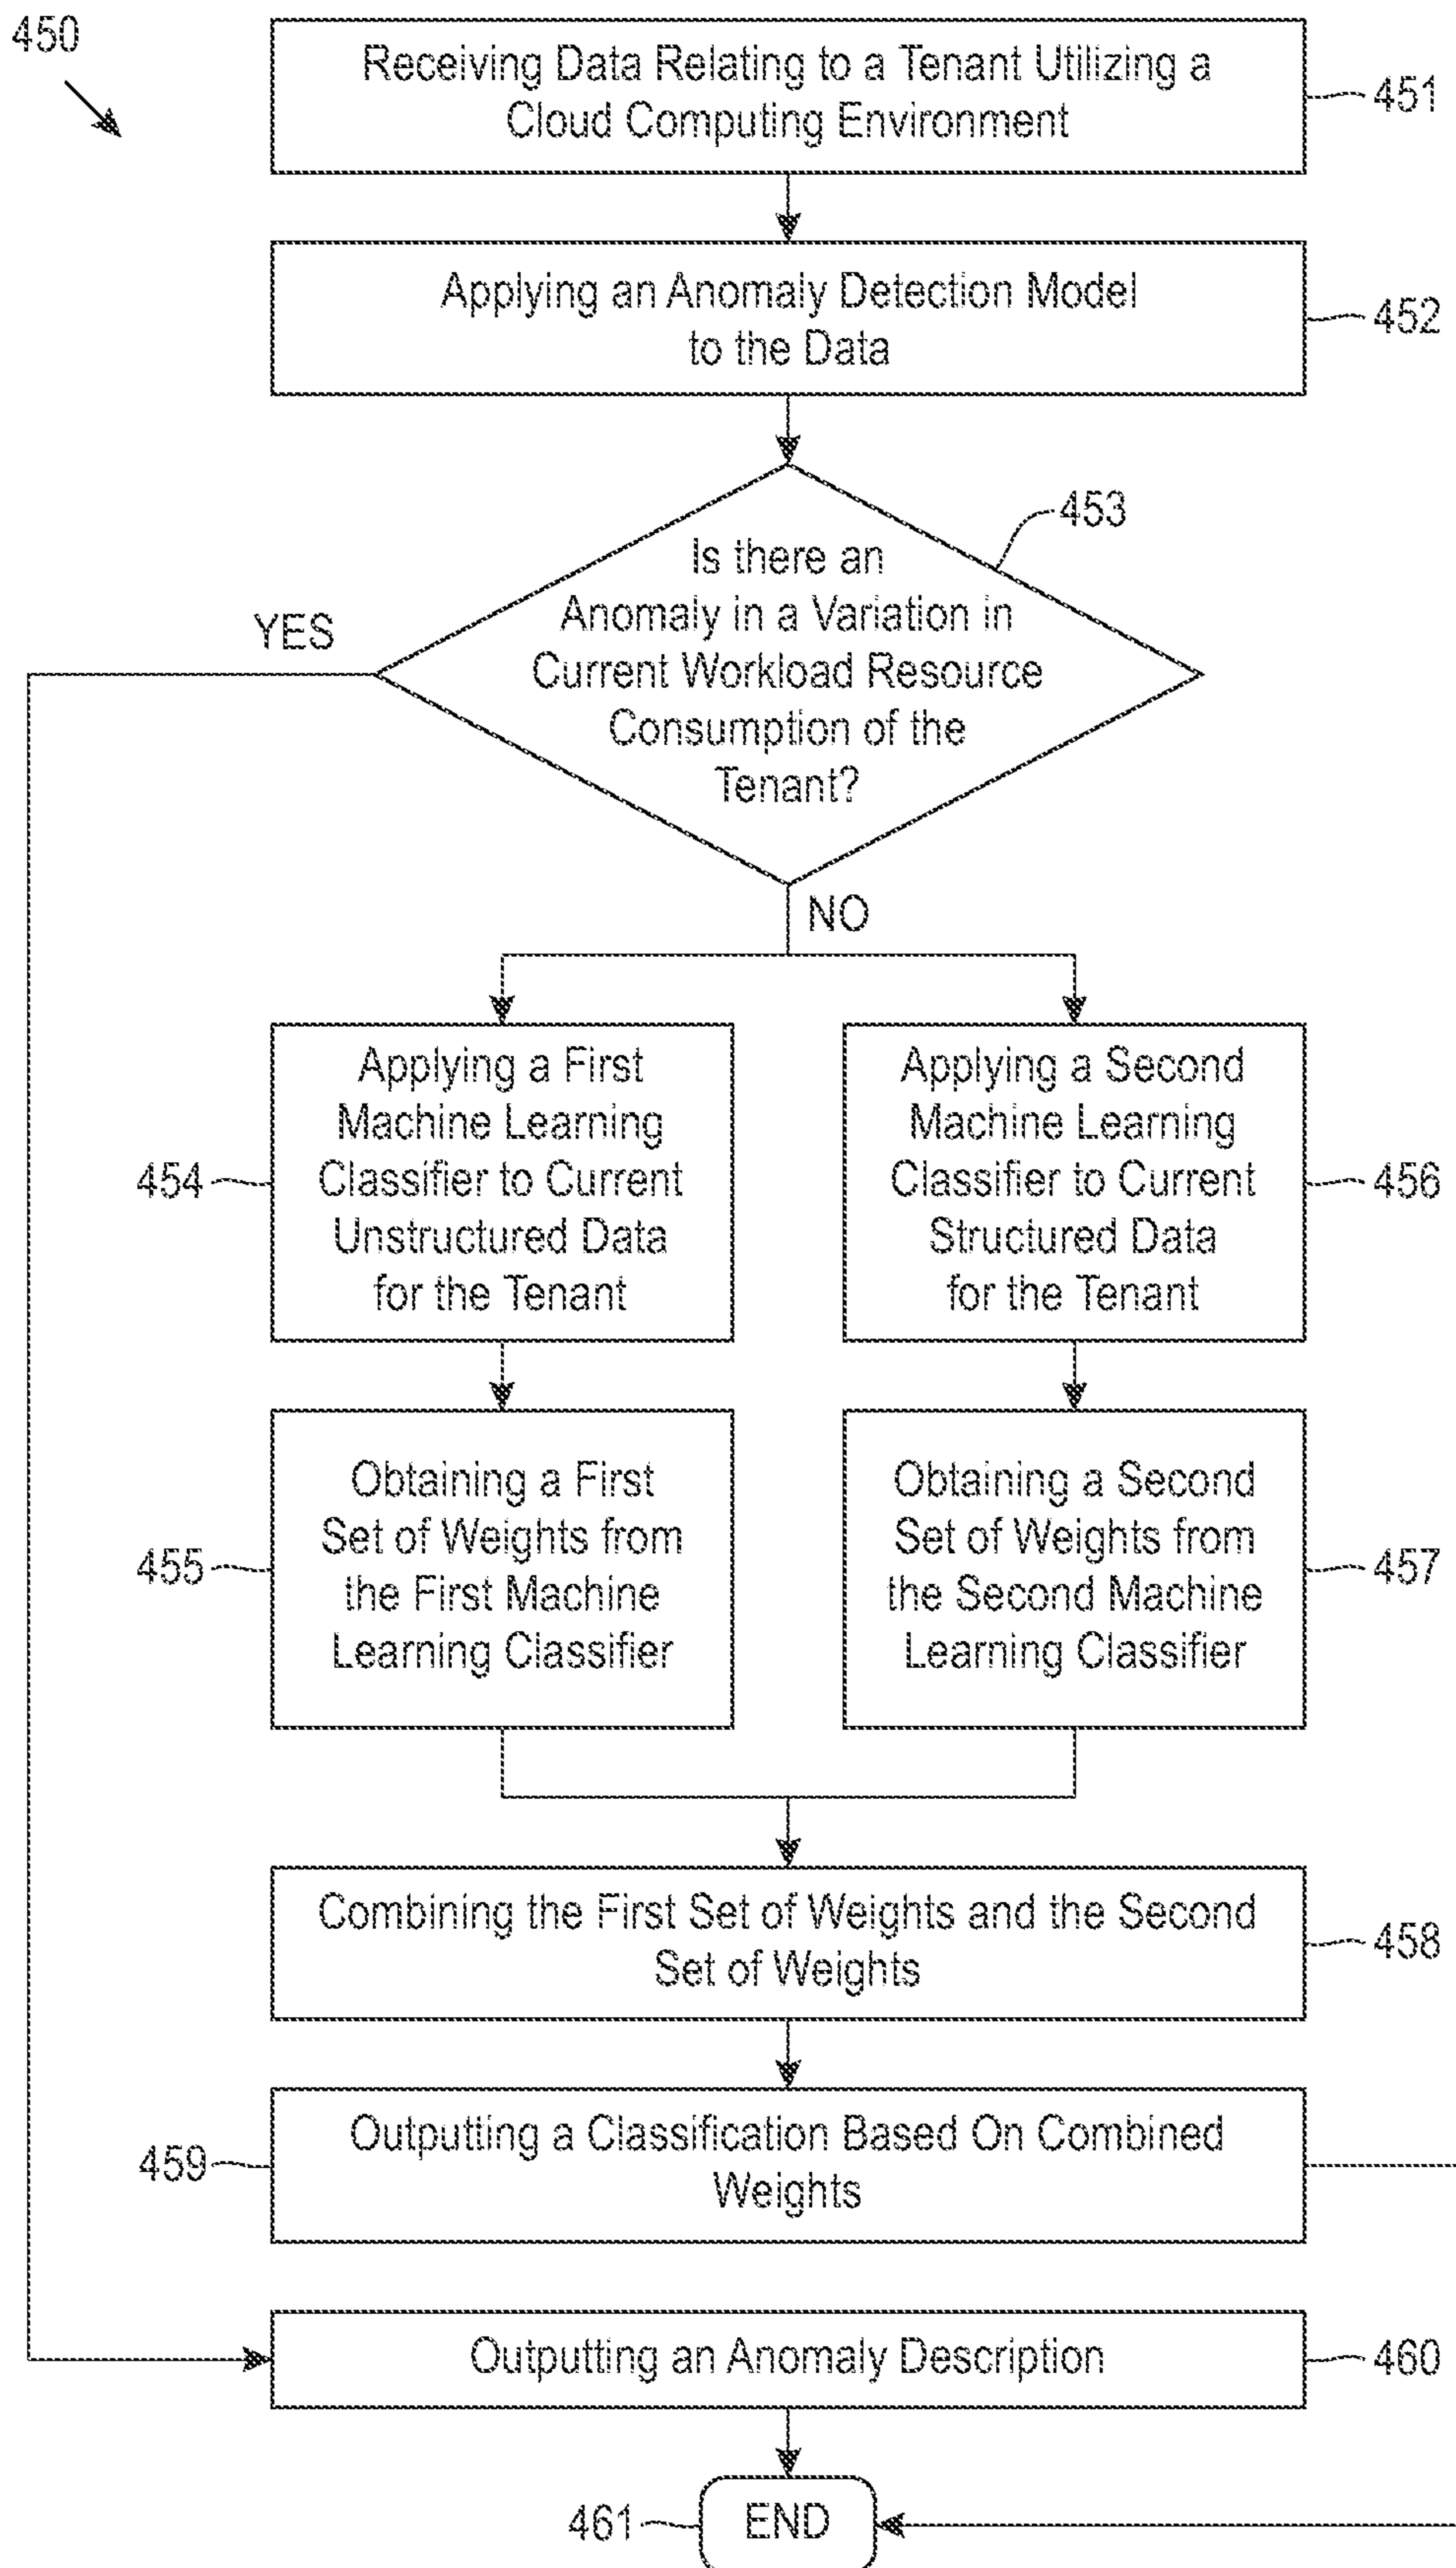 450
Receiving Data Relating to a Tenant Utilizing a
Cloud Computing Environment
451
Applying an Anomaly Detection Model
to the Data
452
453
Is there an
Anomaly in a Variation in
Current Workload Resource
Consumption of the
Tenant?
YES
NO
Applying a First
Machine Learning
Classifier to Current
Unstructured Data
for the Tenant
454
Applying a Second
Machine Learning
Classifier to Current
Structured Data
for the Tenant
456
Obtaining a First
Set of Weights from
the First Machine
Learning Classifier
455
Obtaining a Second
Set of Weights from
the Second Machine
Learning Classifier
457
Combining the First Set of Weights and the Second
Set of Weights
458
Outputting a Classification Based On Combined
Weights
459
Outputting an Anomaly Description
460
461
END